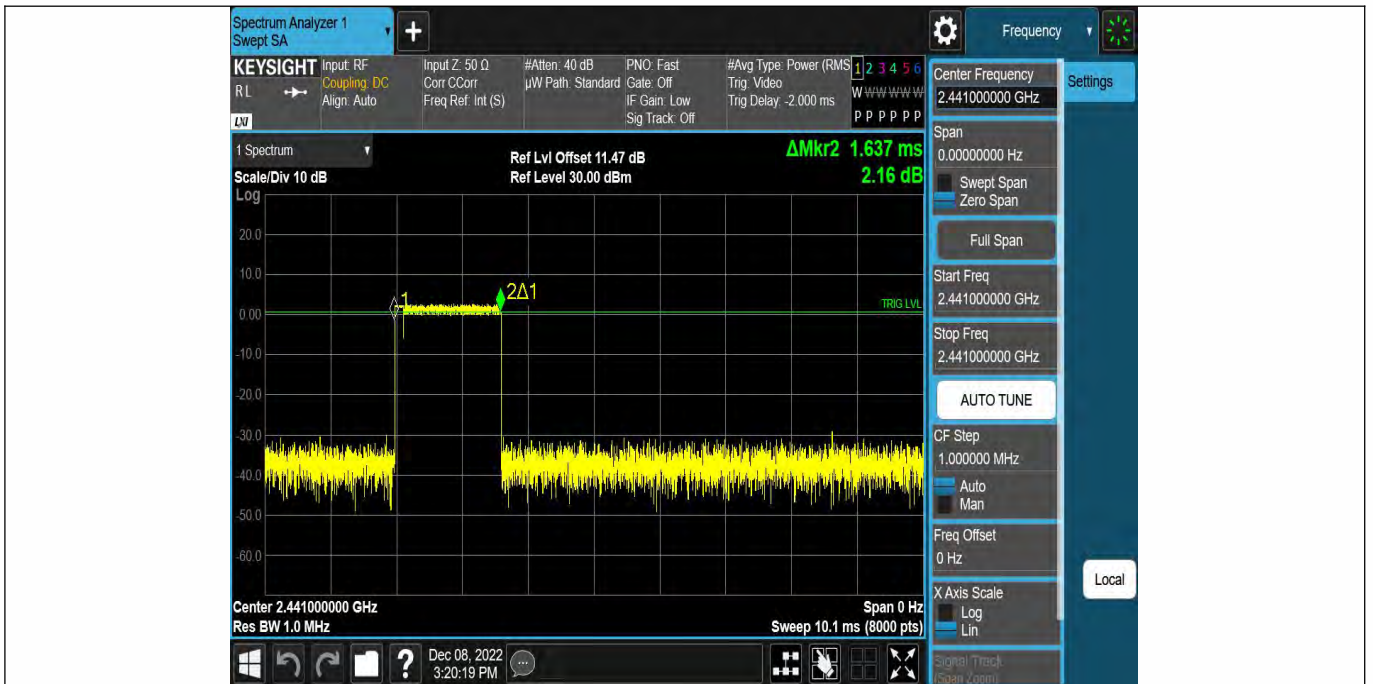 Spectrum Analyzer 1
Swept SA
+
Frequency
KEYSIGHT
RL
LXI
Input: RF
Coupling: DC
Align: Auto
Input Z: 50 Ω
Corr CCorr
Freq Ref: Int (S)
#Atten: 40 dB
µW Path: Standard
PNO: Fast
Gate: Off
IF Gain: Low
Sig Track: Off
#Avg Type: Power (RMS
Trig: Video
Trig Delay: -2.000 ms
1 2 3 4 5 6
W W W W W W
P P P P P P
1 Spectrum
Scale/Div 10 dB
Ref Lvl Offset 11.47 dB
Ref Level 30.00 dBm
ΔMkr2 1.637 ms
2.16 dB
Log
20.0
10.0
0.00
-10.0
-20.0
-30.0
-40.0
-50.0
-60.0
1
2Δ1
TRIG LVL
Center 2.441000000 GHz
Res BW 1.0 MHz
Span 0 Hz
Sweep 10.1 ms (8000 pts)
Center Frequency
2.441000000 GHz
Settings
Span
0.00000000 Hz
Swept Span
Zero Span
Full Span
Start Freq
2.441000000 GHz
Stop Freq
2.441000000 GHz
AUTO TUNE
CF Step
1.000000 MHz
Auto
Man
Freq Offset
0 Hz
X Axis Scale
Log
Lin
Signal Track
(Span Zoom)
Local
?
Dec 08, 2022
3:20:19 PM